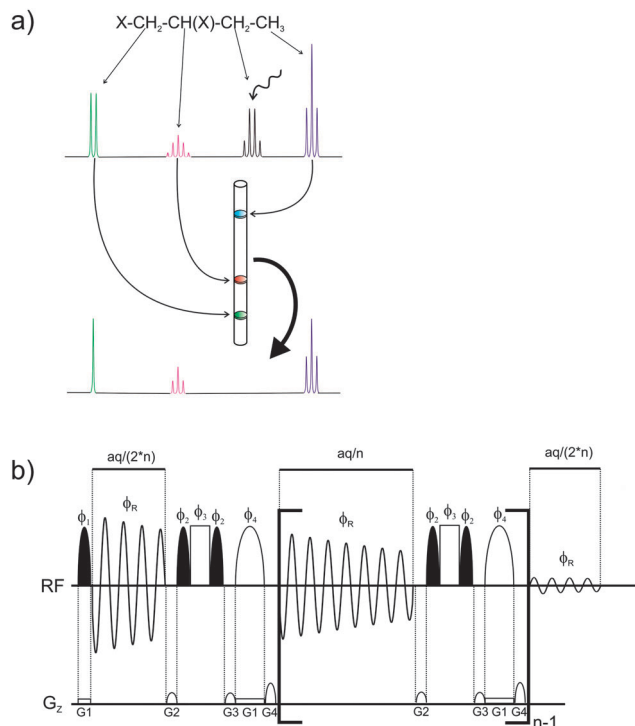 a)
X-CH₂-CH(X)-CH₂-CH₃
b)
aq/(2*n) aq/n aq/(2*n)
ϕ₁ ϕR ϕ₂ ϕ₃ ϕ₂ ϕ₄ ϕR ϕ₂ ϕ₃ ϕ₂ ϕ₄ ϕR
RF
Gz G1 G2 G3 G1 G4 G2 G3 G1 G4
n-1